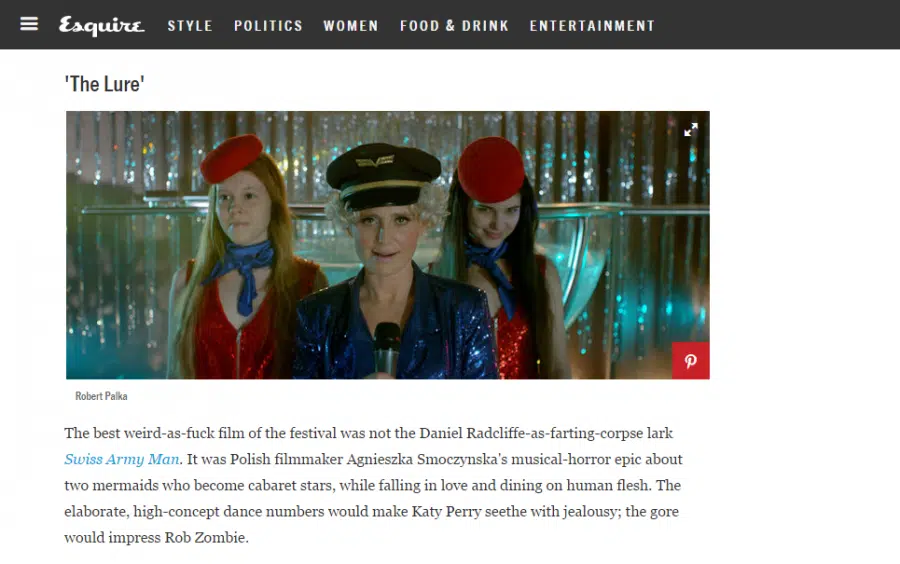 Esquire STYLE POLITICS WOMEN FOOD & DRINK ENTERTAINMENT
'The Lure'
Robert Palka
The best weird-as-fuck film of the festival was not the Daniel Radcliffe-as-farting-corpse lark
Swiss Army Man. It was Polish filmmaker Agnieszka Smoczynska's musical-horror epic about
two mermaids who become cabaret stars, while falling in love and dining on human flesh. The
elaborate, high-concept dance numbers would make Katy Perry seethe with jealousy; the gore
would impress Rob Zombie.